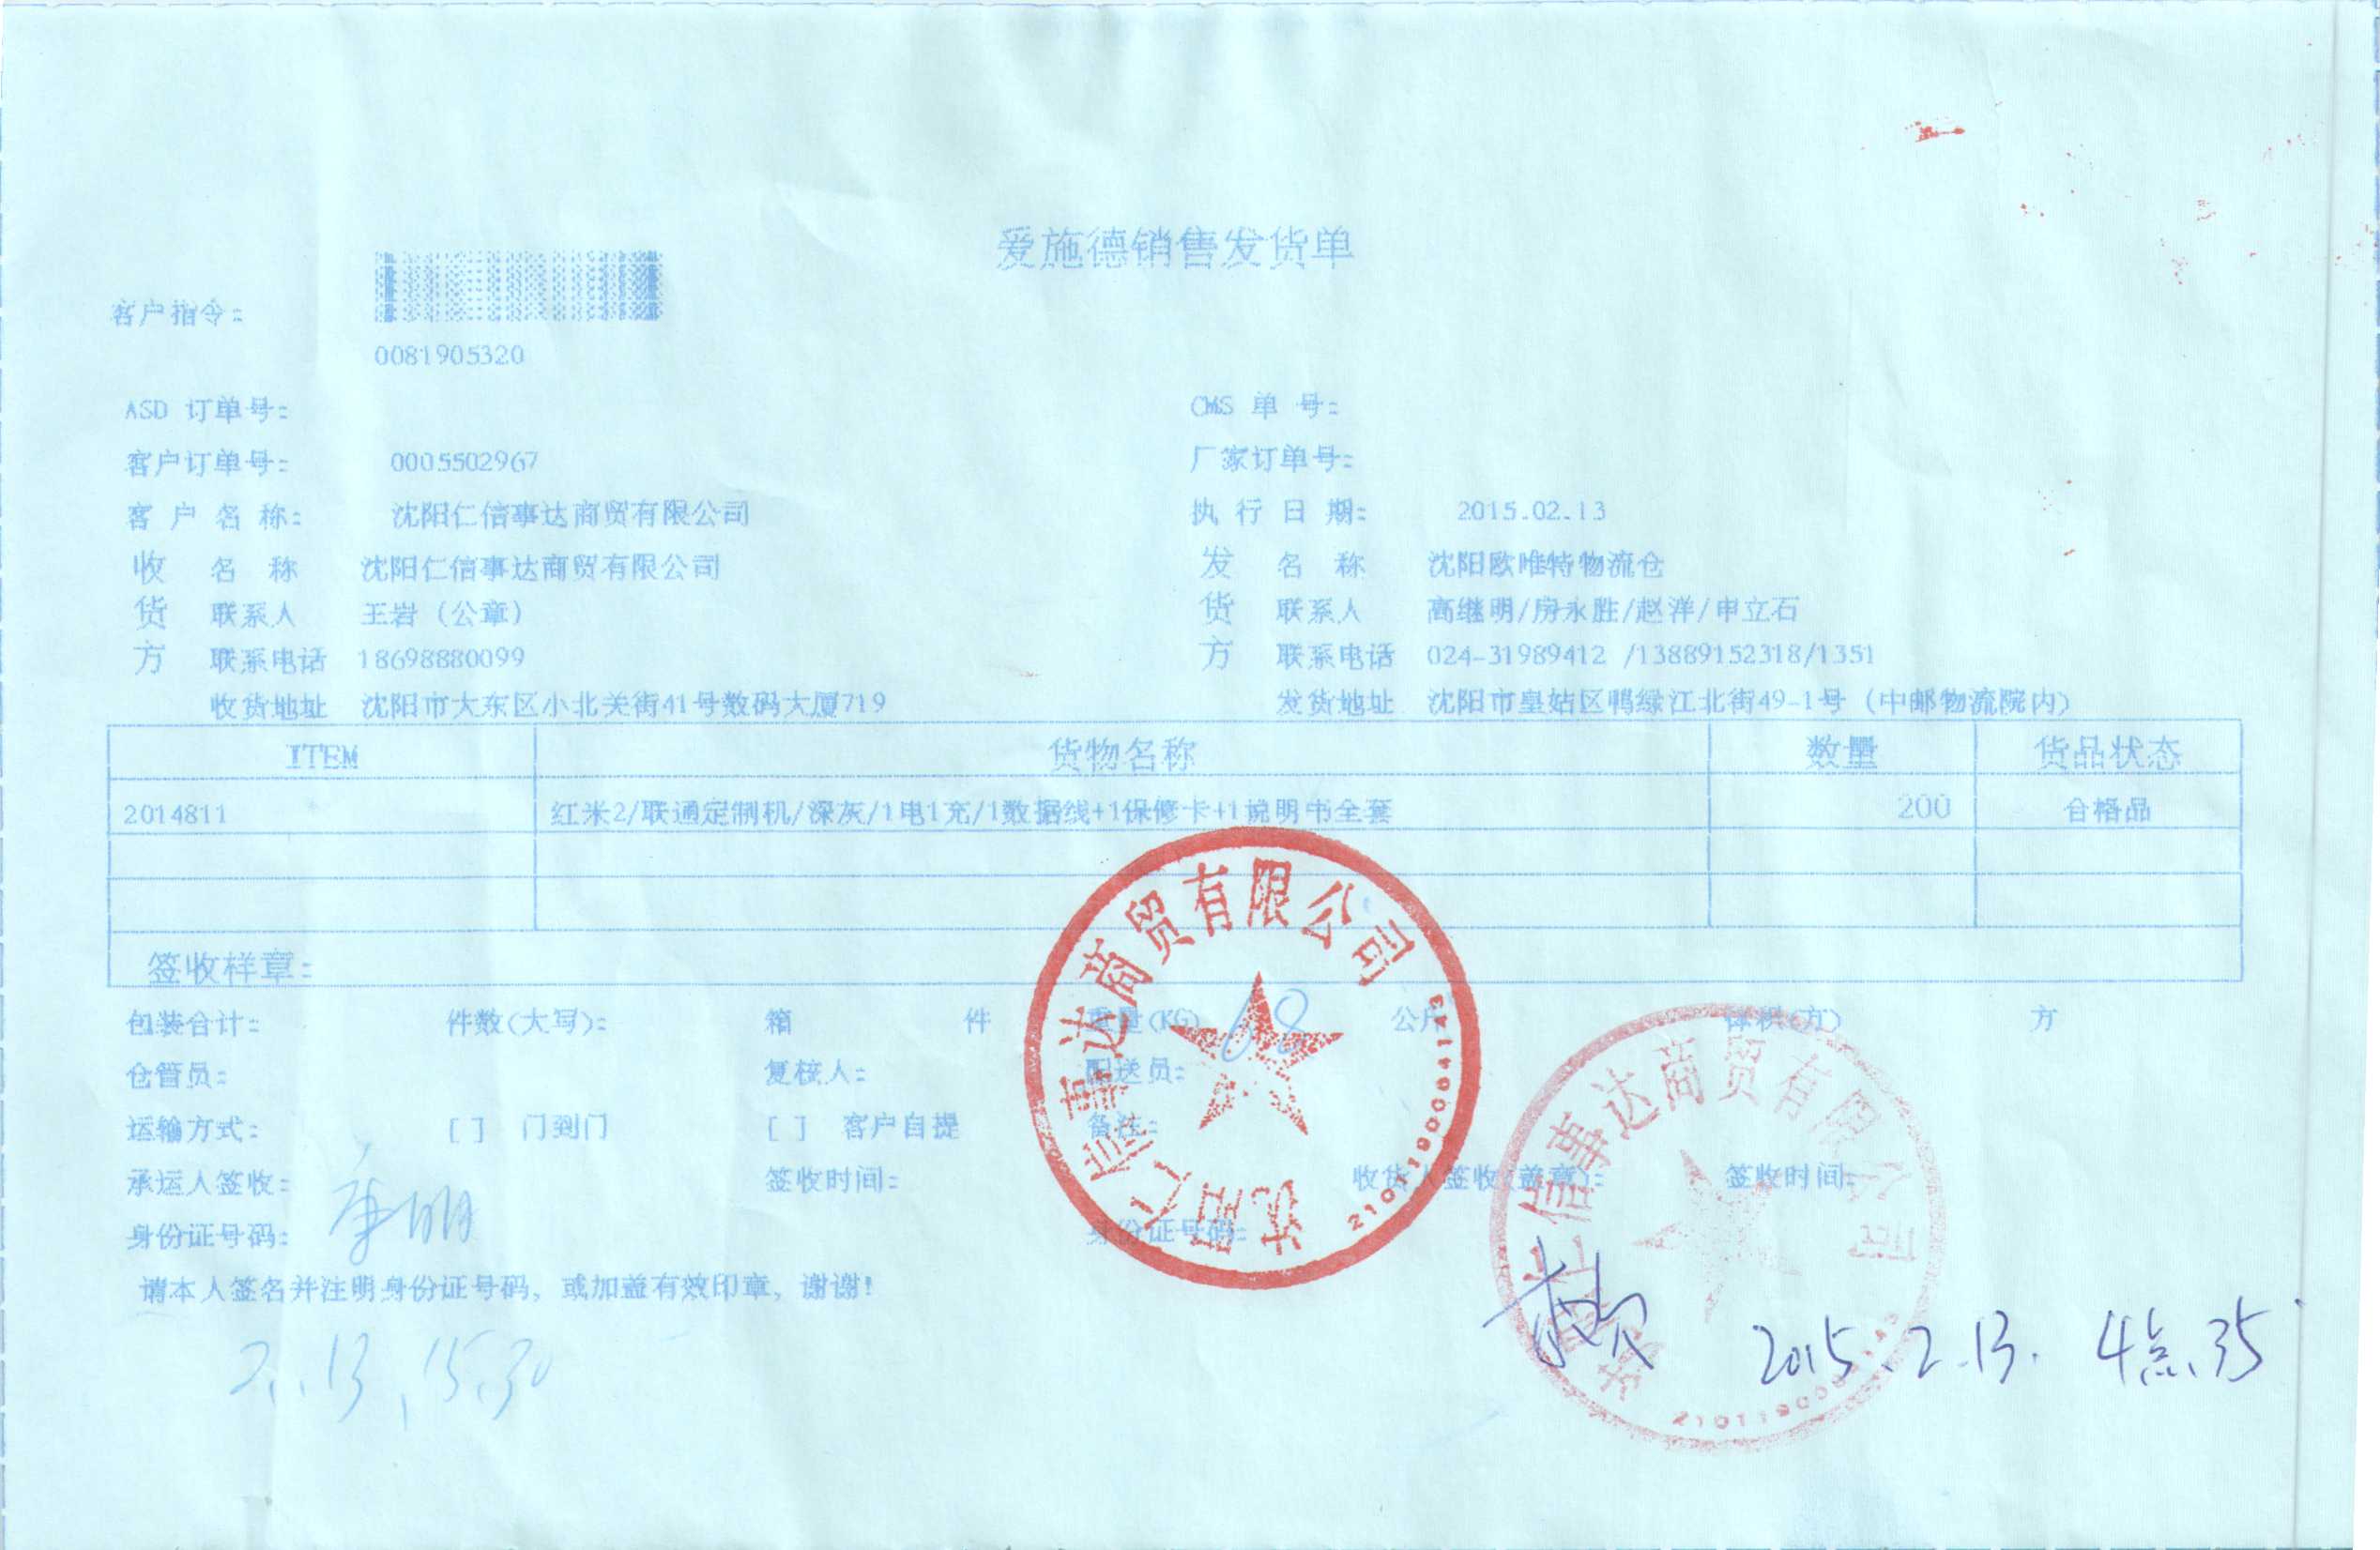 爱施德销售发货单
客户指令:
0081905320
ASD 订单号: CMS 单 号:
客户订单号: 0005502967 厂家订单号:
客 户 名 称: 沈阳仁信事达商贸有限公司 执 行 日 期: 2015.02.13
收 名 称 沈阳仁信事达商贸有限公司 发 名 称 沈阳欧唯特物流仓
货 联系人 王岩（公章） 货 联系人 高继明/房永胜/赵洋/申立石
方 联系电话 18698880099 方 联系电话 024-31989412 /13889152318/1351
收货地址 沈阳市大东区小北关街41号数码大厦719 发货地址 沈阳市皇姑区鸭绿江北街49-1号（中邮物流院内）
ITEM 货物名称 数量 货品状态
2014811 红米2/联通定制机/深灰/1电1充/1数据线+1保修卡+1说明书全套 200 合格品
签收样章:
包装合计: 件数(大写): 箱 件 重量(KG) 68 公斤 体积(方) 方
仓管员: 复核人: 配送员:
运输方式: [ ] 门到门 [ ] 客户自提 备注:
承运人签收: 签收时间: 收货人签收(盖章): 签收时间:
身份证号码: 身份证号码:
请本人签名并注明身份证号码，或加盖有效印章，谢谢!
2.13,15.30
2015.2.13. 4点35
沈阳仁信事达商贸有限公司
沈阳仁信事达商贸有限公司